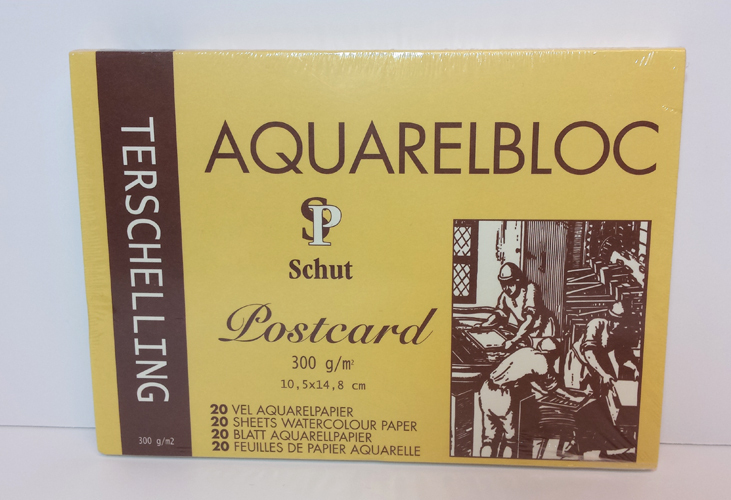 TERSCHELLING
300 g/m2
AQUARELBLOC
SP
Schut
Postcard
300 g/m²
10,5x14,8 cm
20 VEL AQUARELPAPIER
20 SHEETS WATERCOLOUR PAPER
20 BLATT AQUARELLPAPIER
20 FEUILLES DE PAPIER AQUARELLE